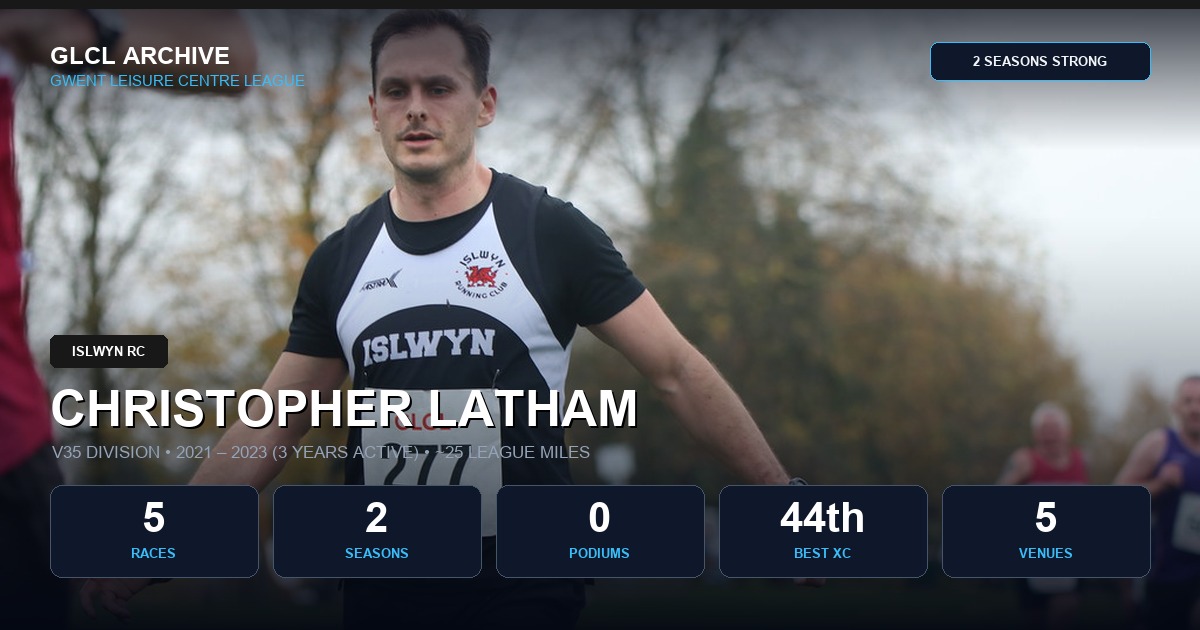 GLCL ARCHIVE
GWENT LEISURE CENTRE LEAGUE
2 SEASONS STRONG
ISLWYN
RUNNING CLUB
ISLWYN
ISLWYN RC
CHRISTOPHER LATHAM
GLCL
V35 DIVISION • 2021 – 2023 (3 YEARS ACTIVE) • ~25 LEAGUE MILES
277
5
RACES
2
SEASONS
0
PODIUMS
44th
BEST XC
5
VENUES